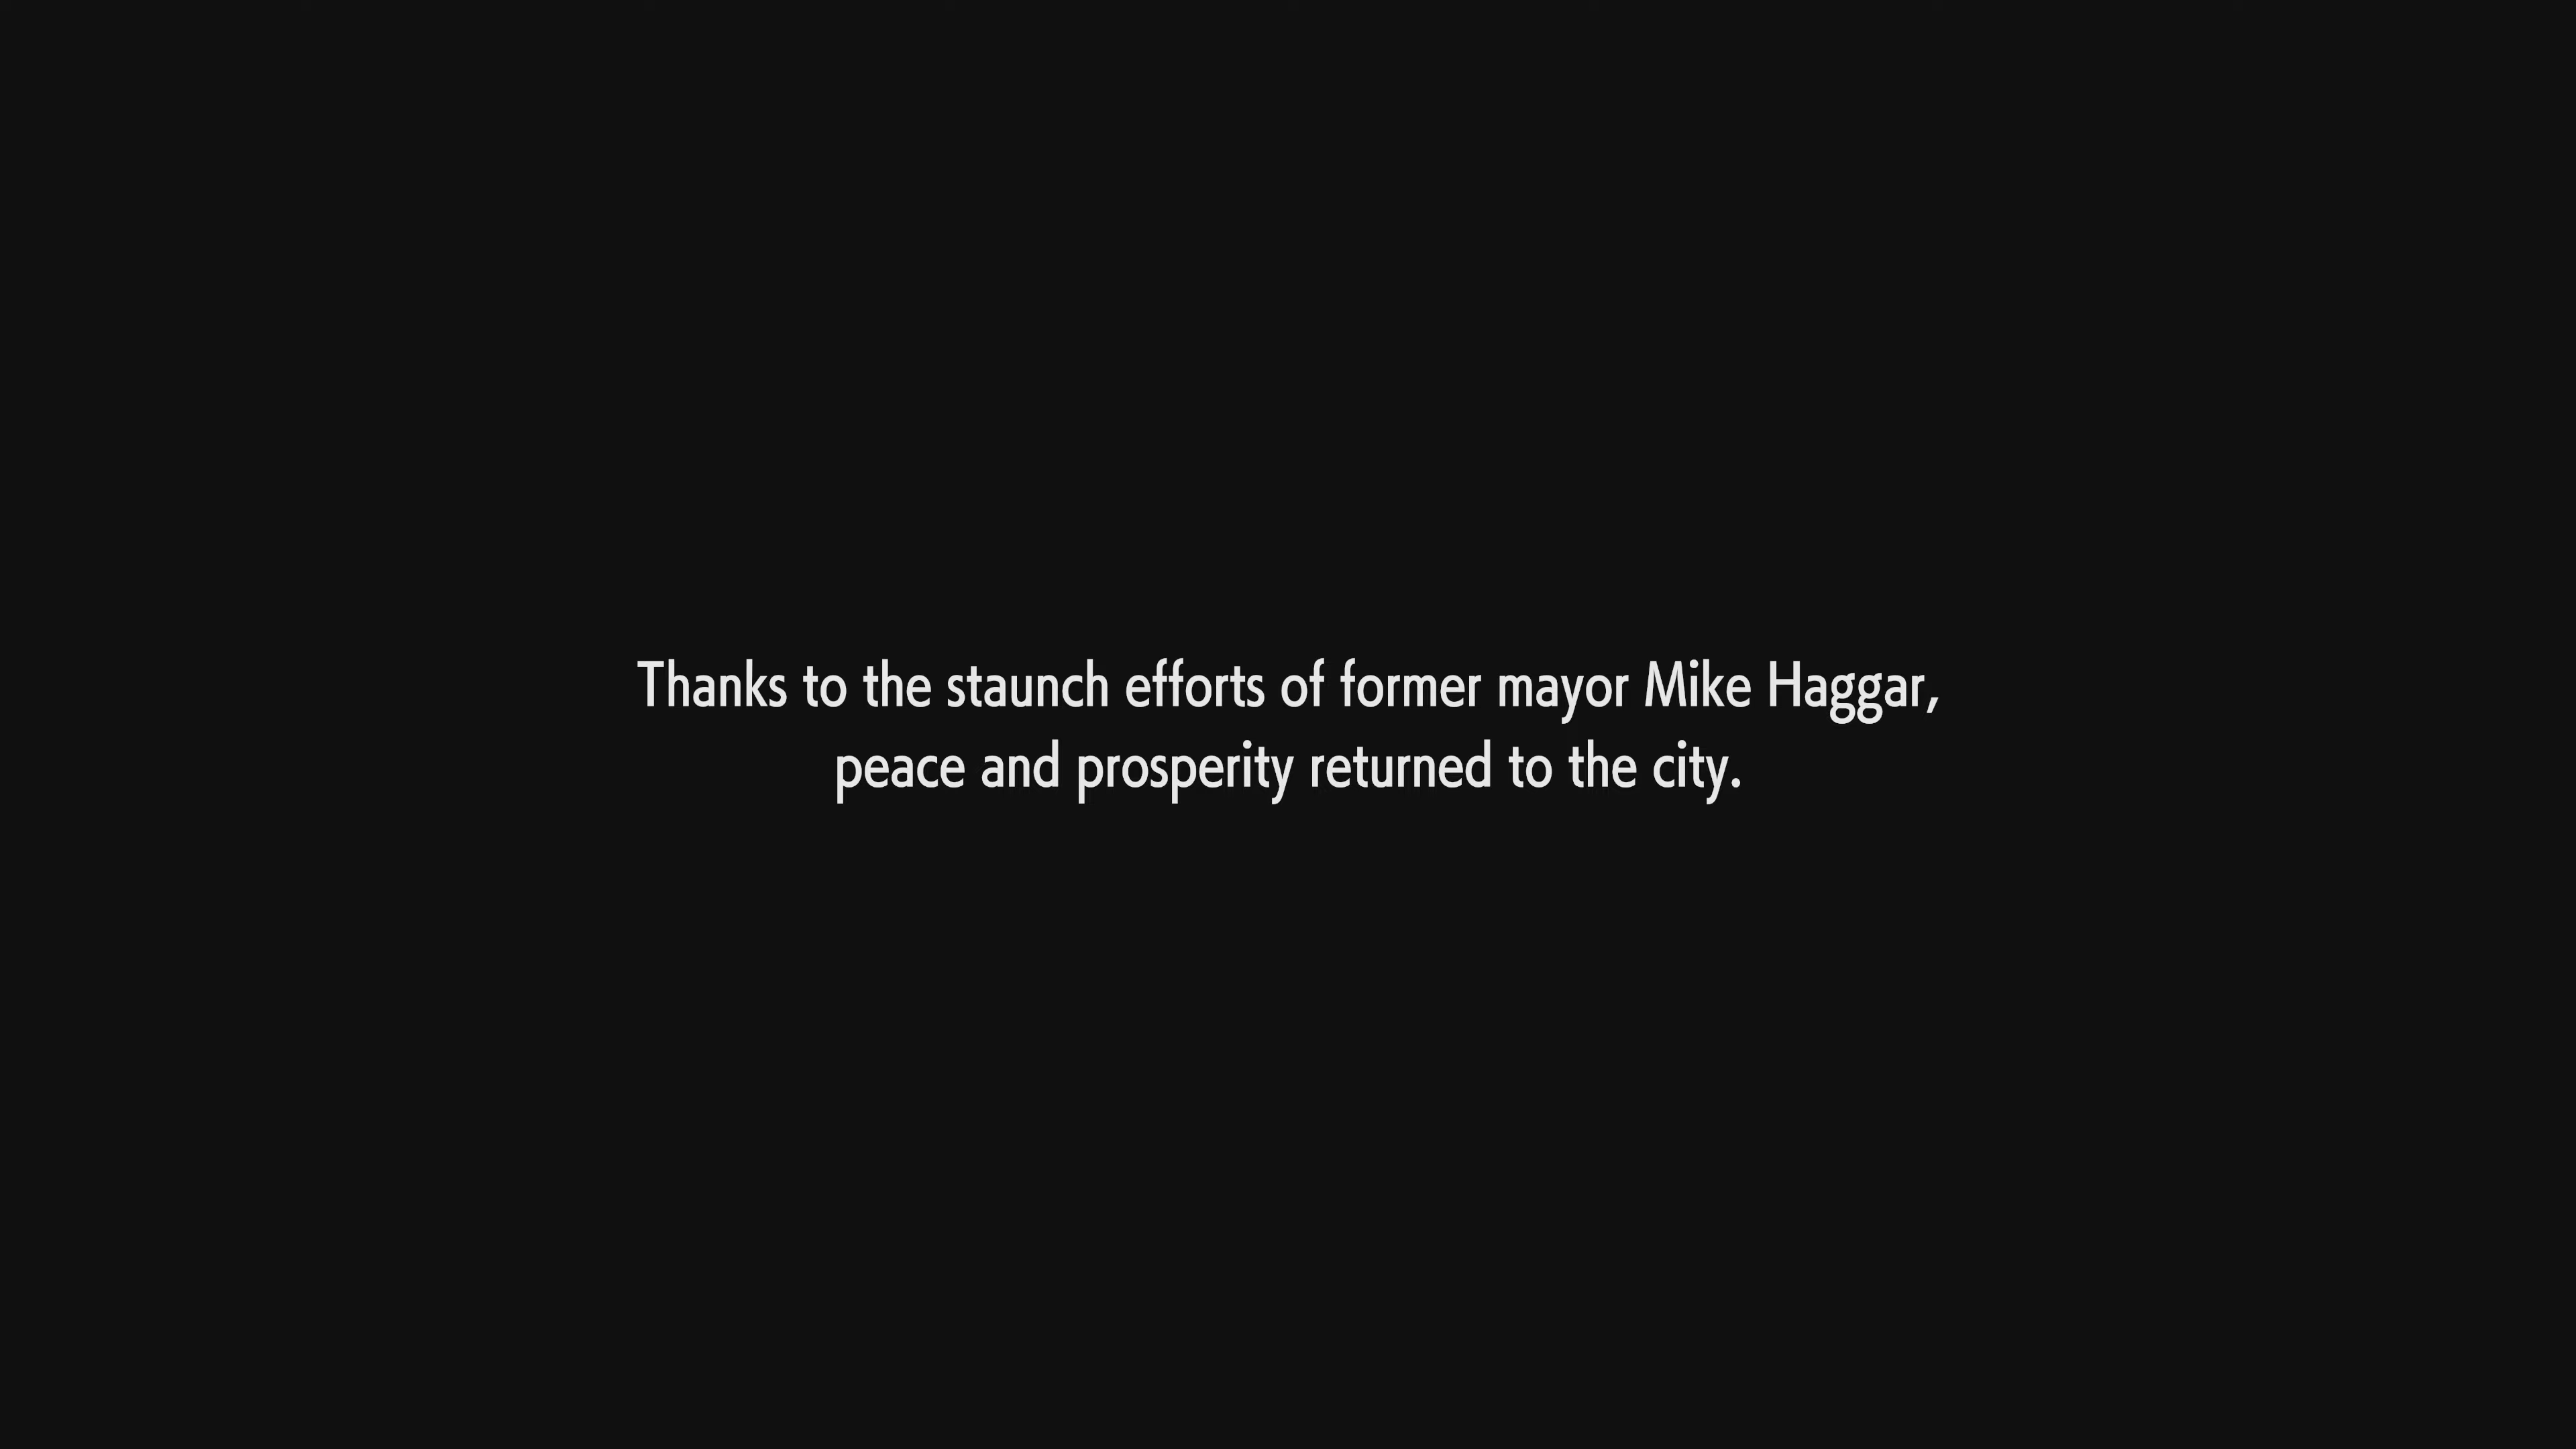 Thanks to the staunch efforts of former mayor Mike Haggar,
peace and prosperity returned to the city.